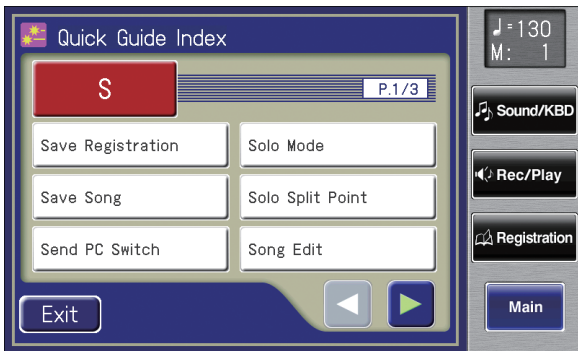 Quick Guide Index
S
P.1/3
Save Registration
Solo Mode
Save Song
Solo Split Point
Send PC Switch
Song Edit
Exit
♩=130
M: 1
Sound/KBD
Rec/Play
Registration
Main